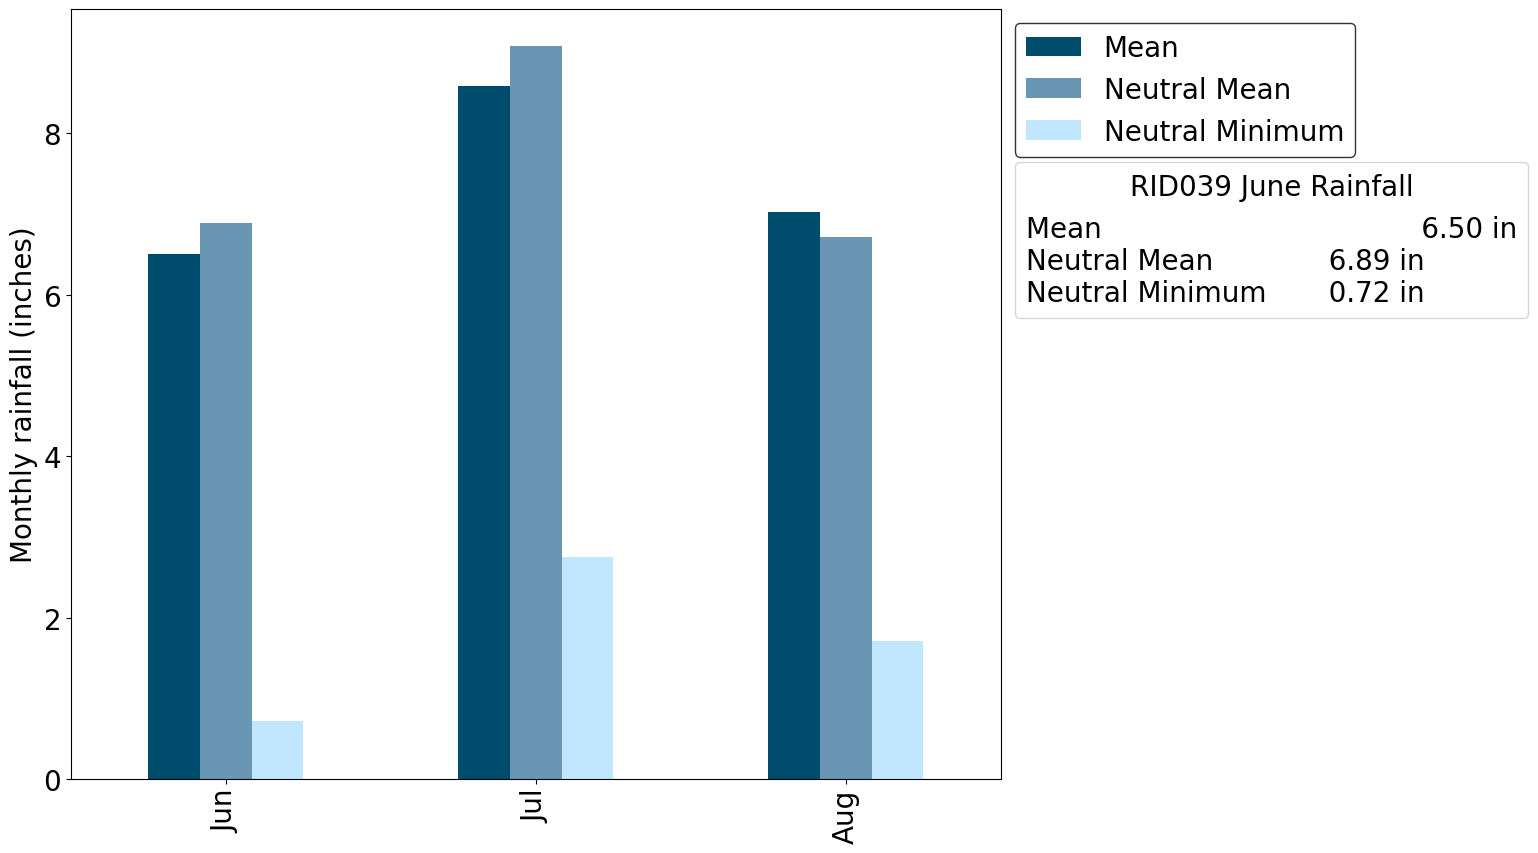 Monthly rainfall (inches)
8
6
4
2
0
Jun
Jul
Aug
Mean
Neutral Mean
Neutral Minimum
RID039 June Rainfall
Mean 6.50 in
Neutral Mean 6.89 in
Neutral Minimum 0.72 in